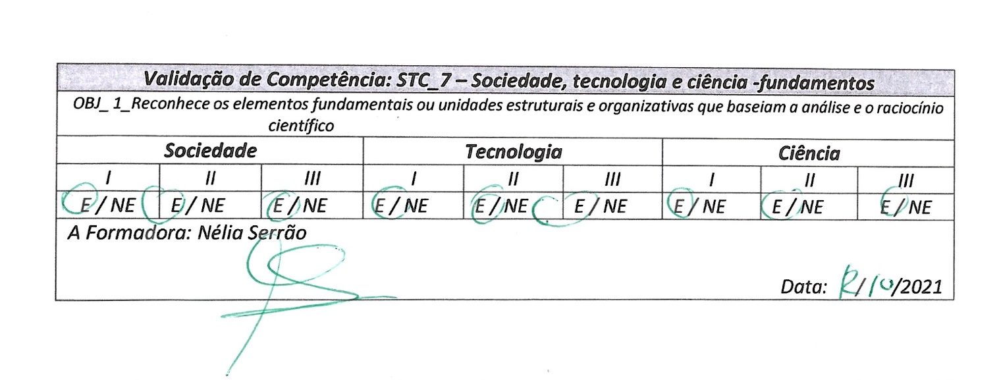 Validação de Competência: STC_7 – Sociedade, tecnologia e ciência -fundamentos
OBJ_ 1_Reconhece os elementos fundamentais ou unidades estruturais e organizativas que baseiam a análise e o raciocínio
científico
Sociedade Tecnologia Ciência
I II III I II III I II III
E / NE E / NE E / NE E / NE E / NE E / NE E / NE E / NE E / NE
A Formadora: Nélia Serrão
Data: /10/2021